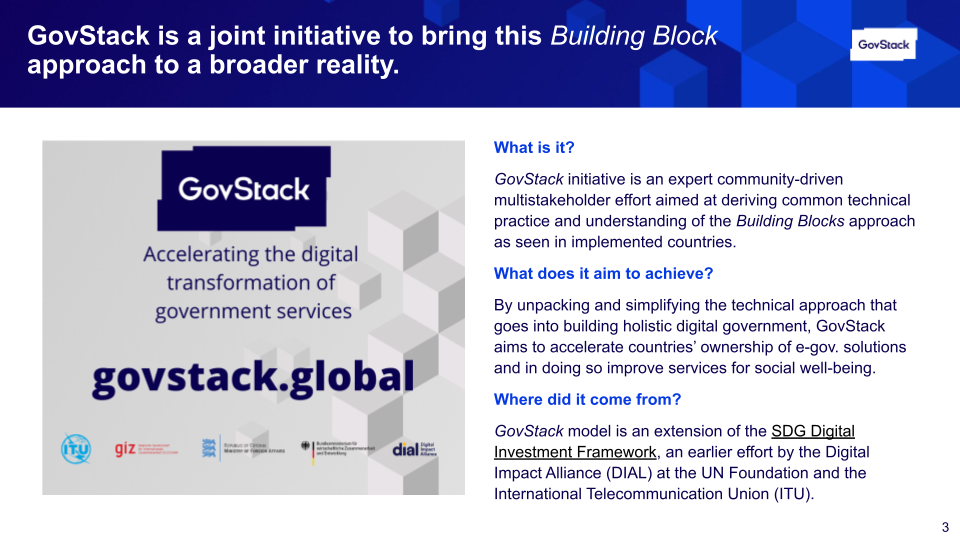 GovStack is a joint initiative to bring this Building Block
approach to a broader reality.
GovStack
GovStack
Accelerating the digital
transformation of
government services
govstack.global
ITU
giz
REPUBLIC OF ESTONIA
MINISTRY OF FOREIGN AFFAIRS
Bundesministerium für
wirtschaftliche Zusammenarbeit
und Entwicklung
dial
Digital
Impact
Alliance
What is it?
GovStack initiative is an expert community-driven
multistakeholder effort aimed at deriving common technical
practice and understanding of the Building Blocks approach
as seen in implemented countries.
What does it aim to achieve?
By unpacking and simplifying the technical approach that
goes into building holistic digital government, GovStack
aims to accelerate countries’ ownership of e-gov. solutions
and in doing so improve services for social well-being.
Where did it come from?
GovStack model is an extension of the SDG Digital
Investment Framework, an earlier effort by the Digital
Impact Alliance (DIAL) at the UN Foundation and the
International Telecommunication Union (ITU).
3